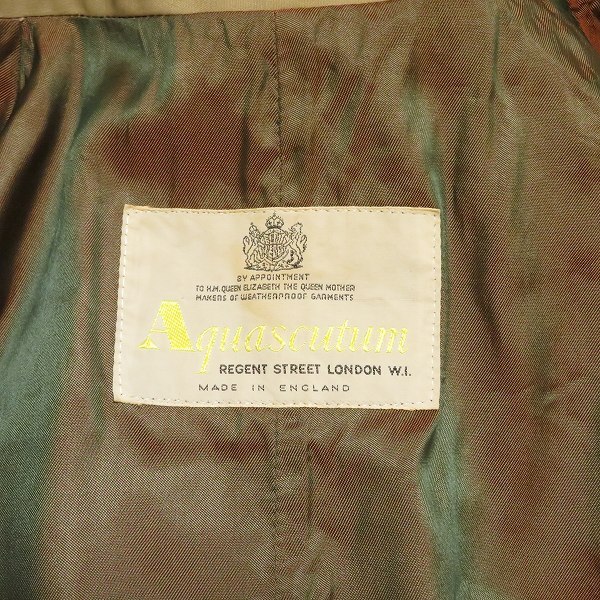 BY APPOINTMENT
TO H.M. QUEEN ELIZABETH THE QUEEN MOTHER
MAKERS OF WEATHERPROOF GARMENTS
Aquascutum
REGENT STREET LONDON W.I.
MADE IN ENGLAND